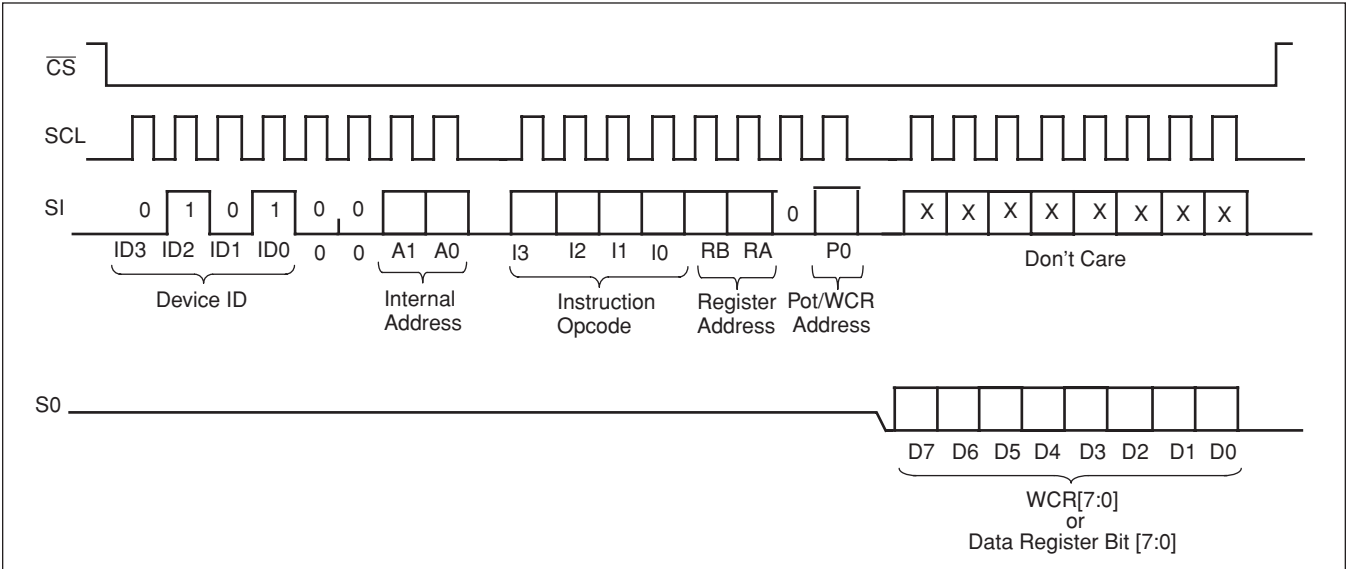 CS
SCL
SI
0 1 0 1 0 0 0 X X X X X X X X
ID3 ID2 ID1 ID0 0 0 A1 A0 I3 I2 I1 I0 RB RA P0 Don't Care
Device ID Internal Address Instruction Opcode Register Address Pot/WCR Address
S0
D7 D6 D5 D4 D3 D2 D1 D0
WCR[7:0]
or
Data Register Bit [7:0]